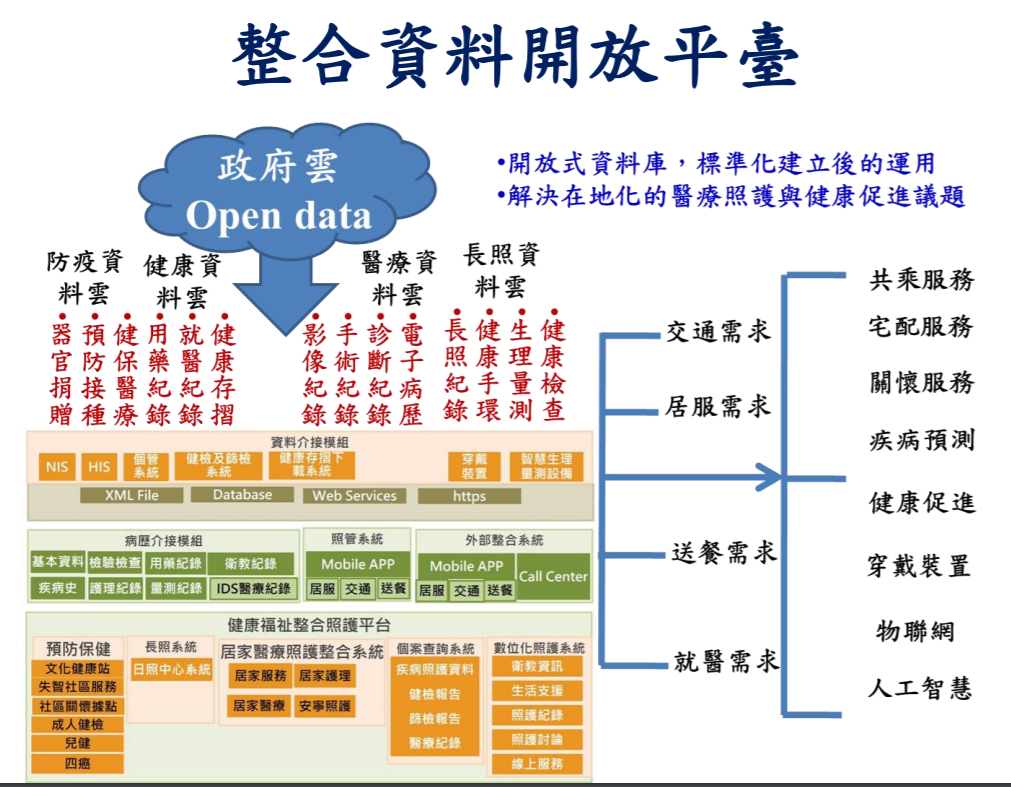 整合資料開放平臺
政府雲
Open data
•開放式資料庫，標準化建立後的運用
•解決在地化的醫療照護與健康促進議題
防疫資料雲
健康資料雲
醫療資料雲
長照資料雲
•器官捐贈
•預防接種
•健保醫療
•用藥紀錄
•就醫紀錄
•健康存摺
•影像紀錄
•手術紀錄
•診斷紀錄
•電子病歷
•長照紀錄
•健康手環
•生理量測
•健康檢查
資料介接模組
NIS
HIS
個管系統
健檢及篩檢系統
健康存摺下載系統
穿戴裝置
智慧生理量測設備
XML File
Database
Web Services
https
病歷介接模組
基本資料
檢驗檢查
用藥紀錄
衛教紀錄
疾病史
護理紀錄
量測紀錄
IDS醫療紀錄
照管系統
Mobile APP
居服
交通
送餐
外部整合系統
Mobile APP
Call Center
居服
交通
送餐
健康福祉整合照護平台
預防保健
文化健康站
失智社區服務
社區關懷據點
成人健檢
兒健
四癌
長照系統
日照中心系統
居家醫療照護整合系統
居家服務
居家護理
居家醫療
安寧照護
個案查詢系統
疾病照護資料
健檢報告
篩檢報告
醫療紀錄
數位化照護系統
衛教資訊
生活支援
照護紀錄
照護討論
線上服務
交通需求
居服需求
送餐需求
就醫需求
共乘服務
宅配服務
關懷服務
疾病預測
健康促進
穿戴裝置
物聯網
人工智慧